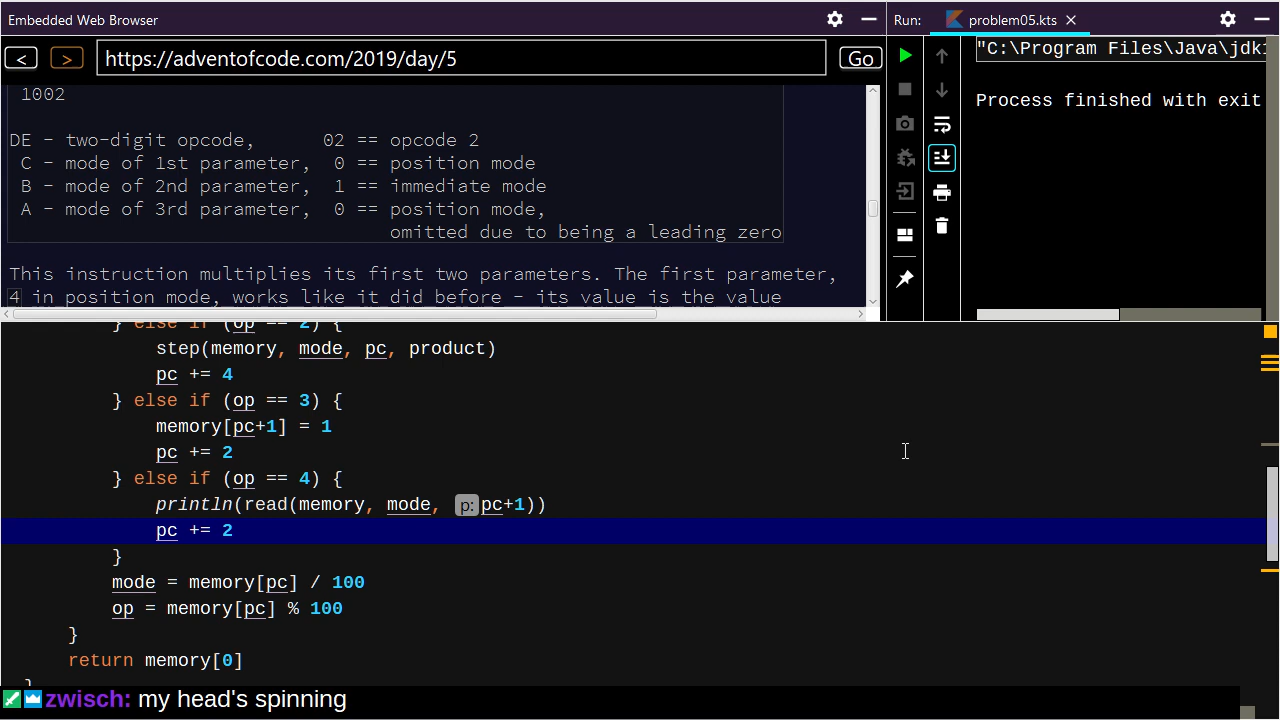 Embedded Web Browser
Run: problem05.kts
< > https://adventofcode.com/2019/day/5 Go
1002
DE - two-digit opcode, 02 == opcode 2
C - mode of 1st parameter, 0 == position mode
B - mode of 2nd parameter, 1 == immediate mode
A - mode of 3rd parameter, 0 == position mode,
omitted due to being a leading zero
This instruction multiplies its first two parameters. The first parameter,
4 in position mode, works like it did before - its value is the value
"C:\Program Files\Java\jdk1
Process finished with exit
} else if (op == 2) {
step(memory, mode, pc, product)
pc += 4
} else if (op == 3) {
memory[pc+1] = 1
pc += 2
} else if (op == 4) {
println(read(memory, mode, p: pc+1))
pc += 2
}
mode = memory[pc] / 100
op = memory[pc] % 100
}
return memory[0]
}
zwisch: my head's spinning